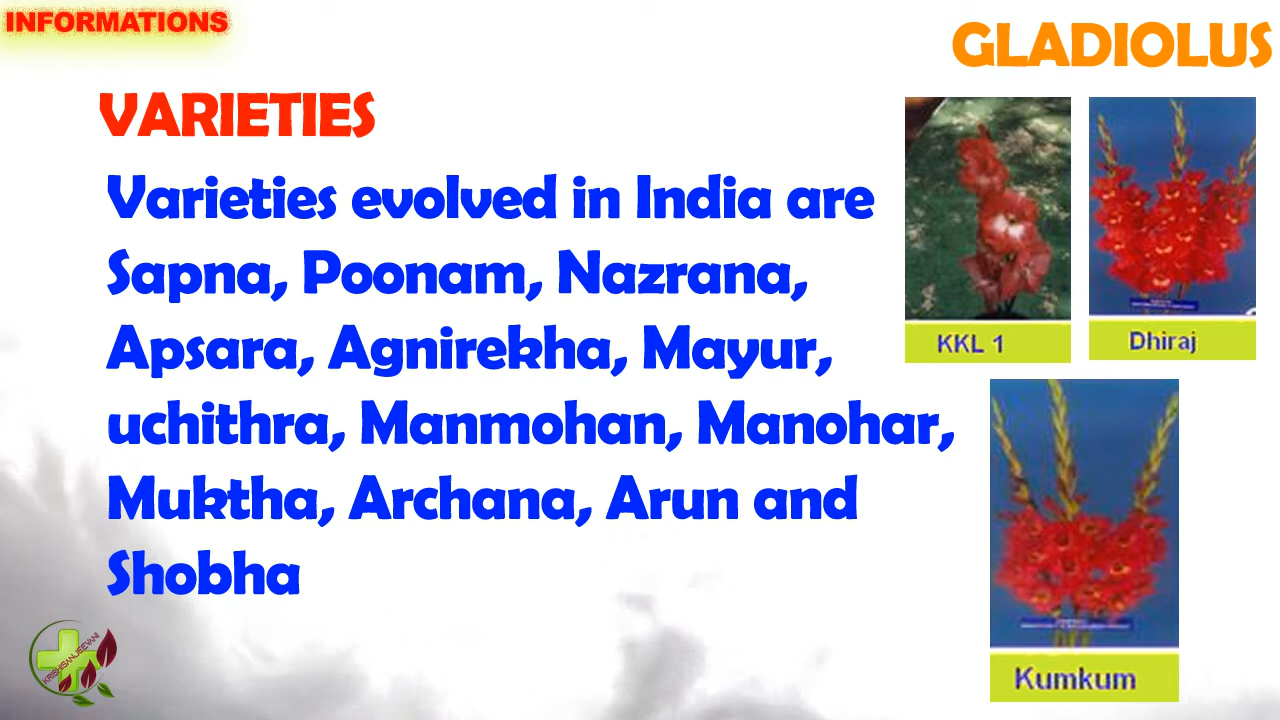 INFORMATIONS
GLADIOLUS
VARIETIES
Varieties evolved in India are
Sapna, Poonam, Nazrana,
Apsara, Agnirekha, Mayur,
uchithra, Manmohan, Manohar,
Muktha, Archana, Arun and
Shobha
KKL 1
Dhiraj
Kumkum
KRISHISANJEEVANI